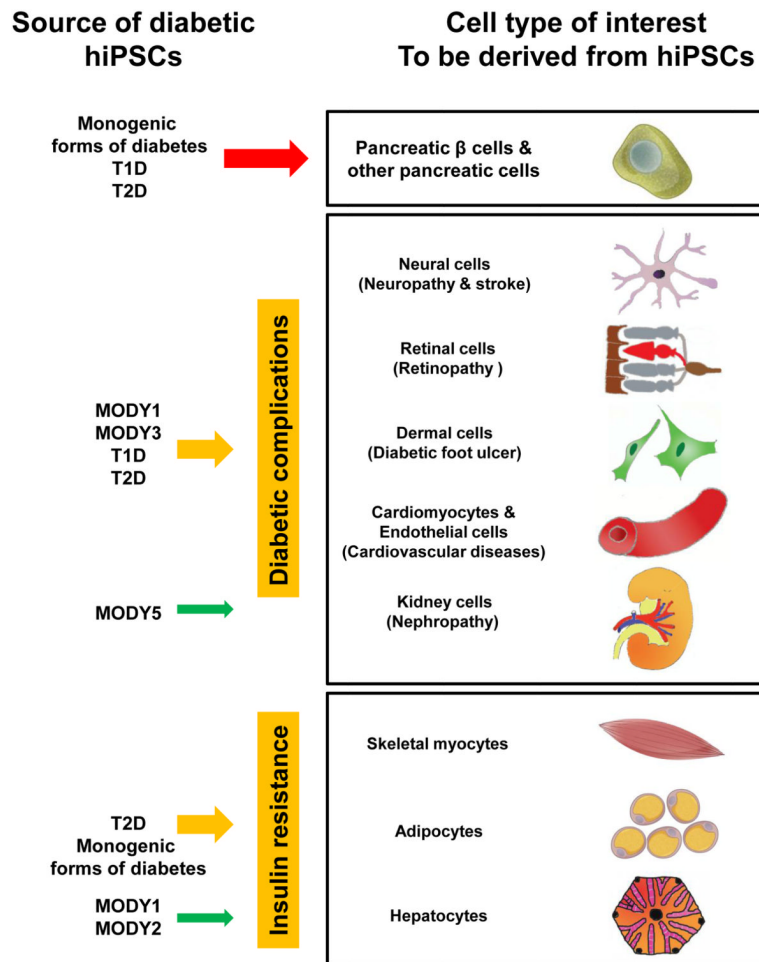 Source of diabetic
hiPSCs
Cell type of interest
To be derived from hiPSCs
Monogenic
forms of diabetes
T1D
T2D
Pancreatic β cells &
other pancreatic cells
MODY1
MODY3
T1D
T2D
MODY5
Diabetic complications
Neural cells
(Neuropathy & stroke)
Retinal cells
(Retinopathy )
Dermal cells
(Diabetic foot ulcer)
Cardiomyocytes &
Endothelial cells
(Cardiovascular diseases)
Kidney cells
(Nephropathy)
T2D
Monogenic
forms of diabetes
MODY1
MODY2
Insulin resistance
Skeletal myocytes
Adipocytes
Hepatocytes